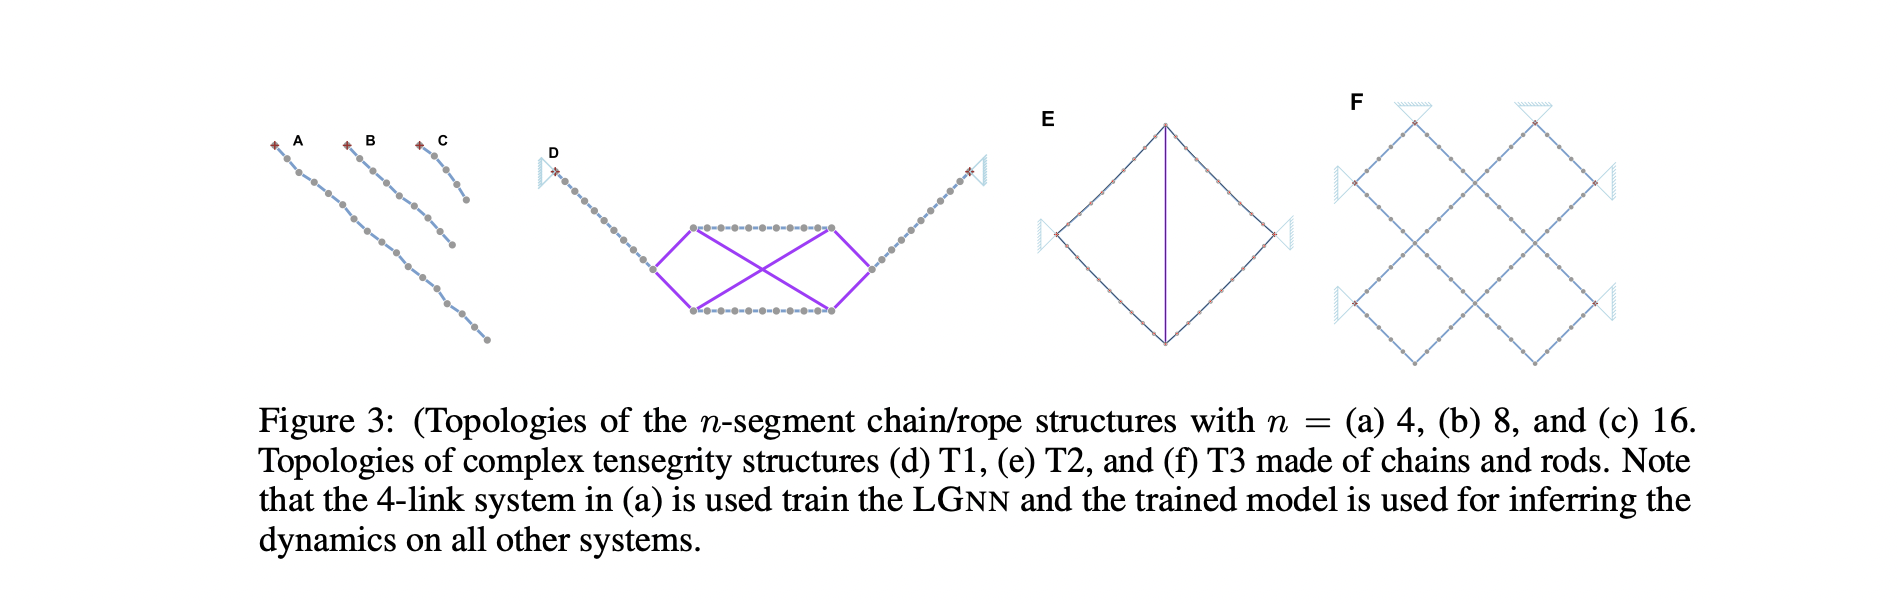 A
B
C
D
E
F
Figure 3: (Topologies of the n-segment chain/rope structures with n = (a) 4, (b) 8, and (c) 16.
Topologies of complex tensegrity structures (d) T1, (e) T2, and (f) T3 made of chains and rods. Note
that the 4-link system in (a) is used train the LGNN and the trained model is used for inferring the
dynamics on all other systems.